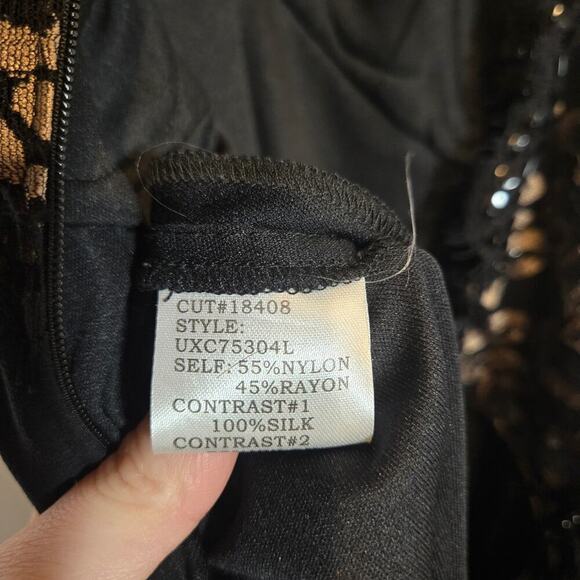 CUT#18408
STYLE:
UXC75304L
SELF: 55%NYLON
45%RAYON
CONTRAST#1
100%SILK
CONTRAST#2